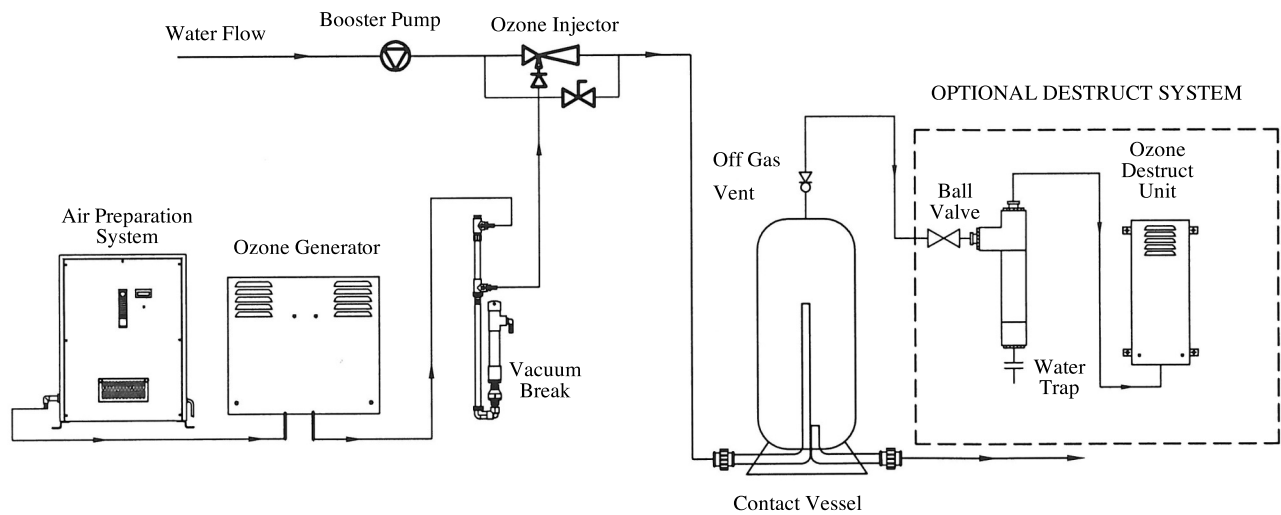 Booster Pump
Ozone Injector
Water Flow
OPTIONAL DESTRUCT SYSTEM
Off Gas
Vent
Ozone
Destruct
Unit
Ball
Valve
Air Preparation
System
Ozone Generator
Vacuum
Break
Water
Trap
Contact Vessel